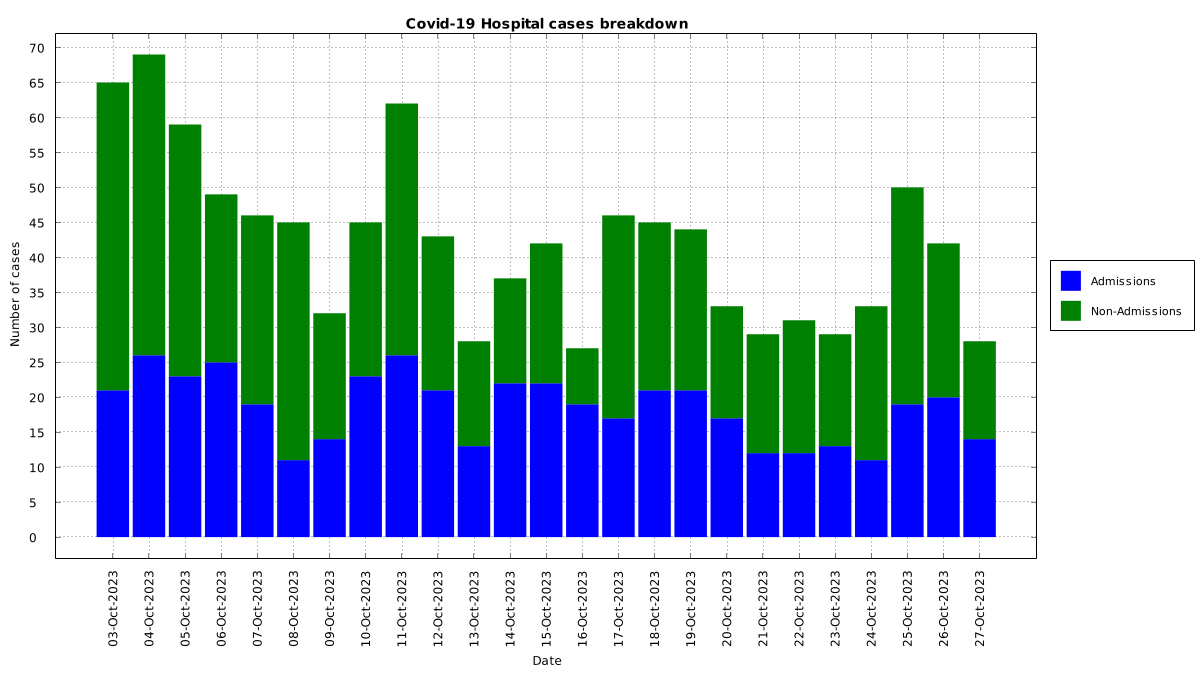 Covid-19 Hospital cases breakdown
70
65
60
55
50
45
40
35
30
25
20
15
10
5
0
Number of cases
03-Oct-2023
04-Oct-2023
05-Oct-2023
06-Oct-2023
07-Oct-2023
08-Oct-2023
09-Oct-2023
10-Oct-2023
11-Oct-2023
12-Oct-2023
13-Oct-2023
14-Oct-2023
15-Oct-2023
16-Oct-2023
17-Oct-2023
18-Oct-2023
19-Oct-2023
20-Oct-2023
21-Oct-2023
22-Oct-2023
23-Oct-2023
24-Oct-2023
25-Oct-2023
26-Oct-2023
27-Oct-2023
Date
Admissions
Non-Admissions